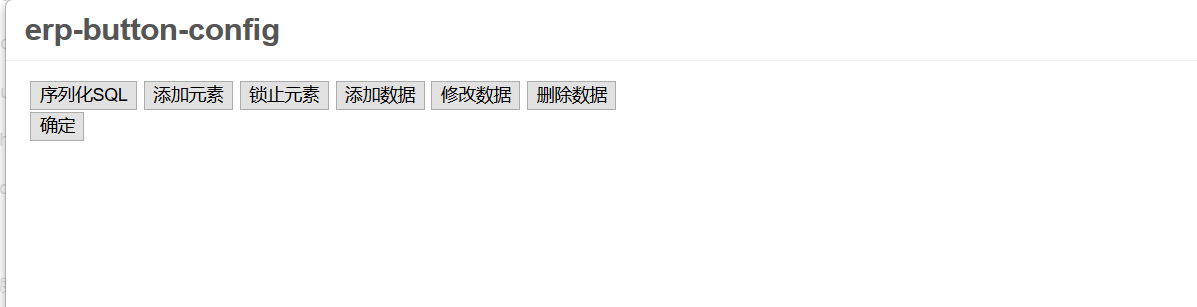 erp-button-config
序列化SQL 添加元素 锁止元素 添加数据 修改数据 删除数据
确定